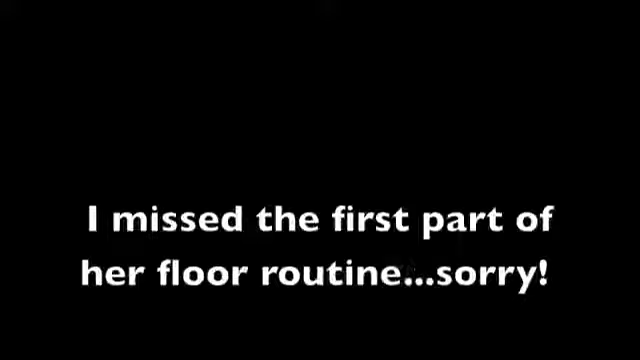 I missed the first part of
her floor routine...sorry!